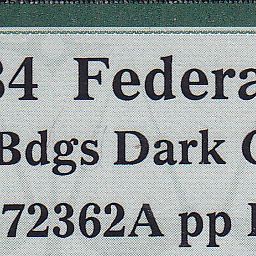 34 Federa
Bdgs Dark G
72362A pp